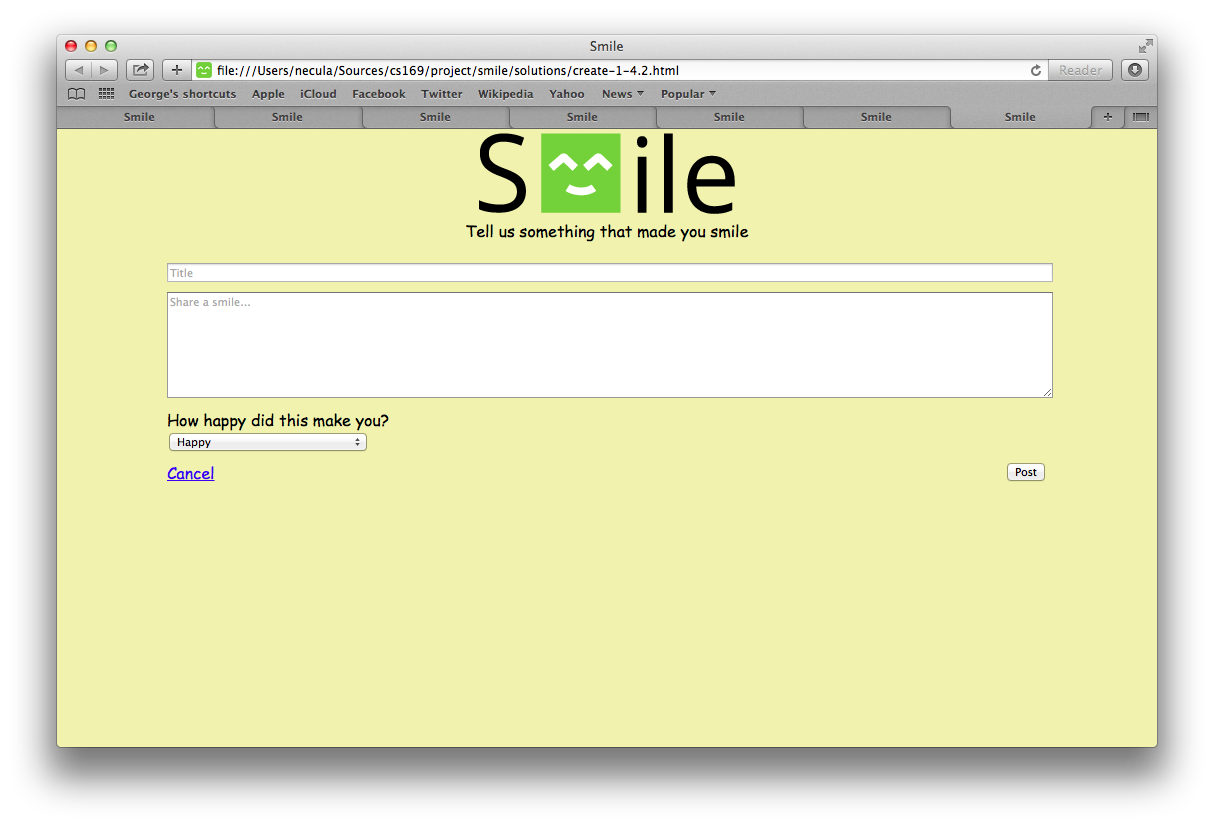 Smile
file:///Users/necula/Sources/cs169/project/smile/solutions/create-1-4.2.html Reader
George's shortcuts Apple iCloud Facebook Twitter Wikipedia Yahoo News Popular
Smile Smile Smile Smile Smile Smile Smile
S ile
Tell us something that made you smile
Title
Share a smile...
How happy did this make you?
Happy
Cancel Post